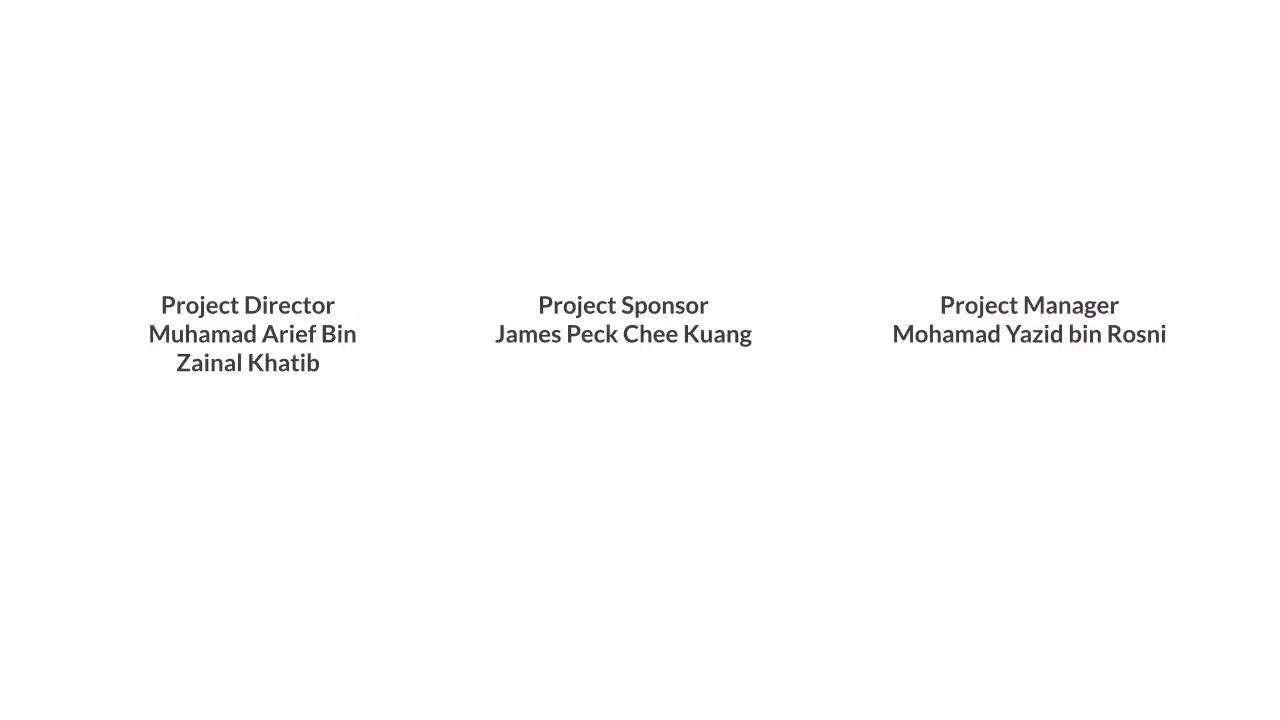 Project Director
Muhamad Arief Bin
Zainal Khatib
Project Sponsor
James Peck Chee Kuang
Project Manager
Mohamad Yazid bin Rosni